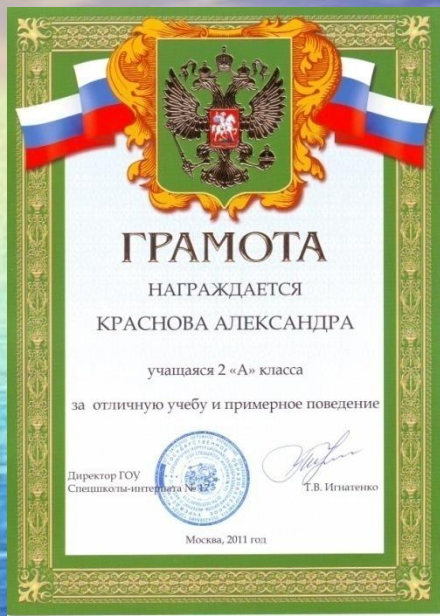 ГРАМОТА
НАГРАЖДАЕТСЯ
КРАСНОВА АЛЕКСАНДРА
учащаяся 2 «А» класса
за отличную учебу и примерное поведение
Директор ГОУ
Спецшколы-интерната №
Т.В. Игнатенко
Москва, 2011 год